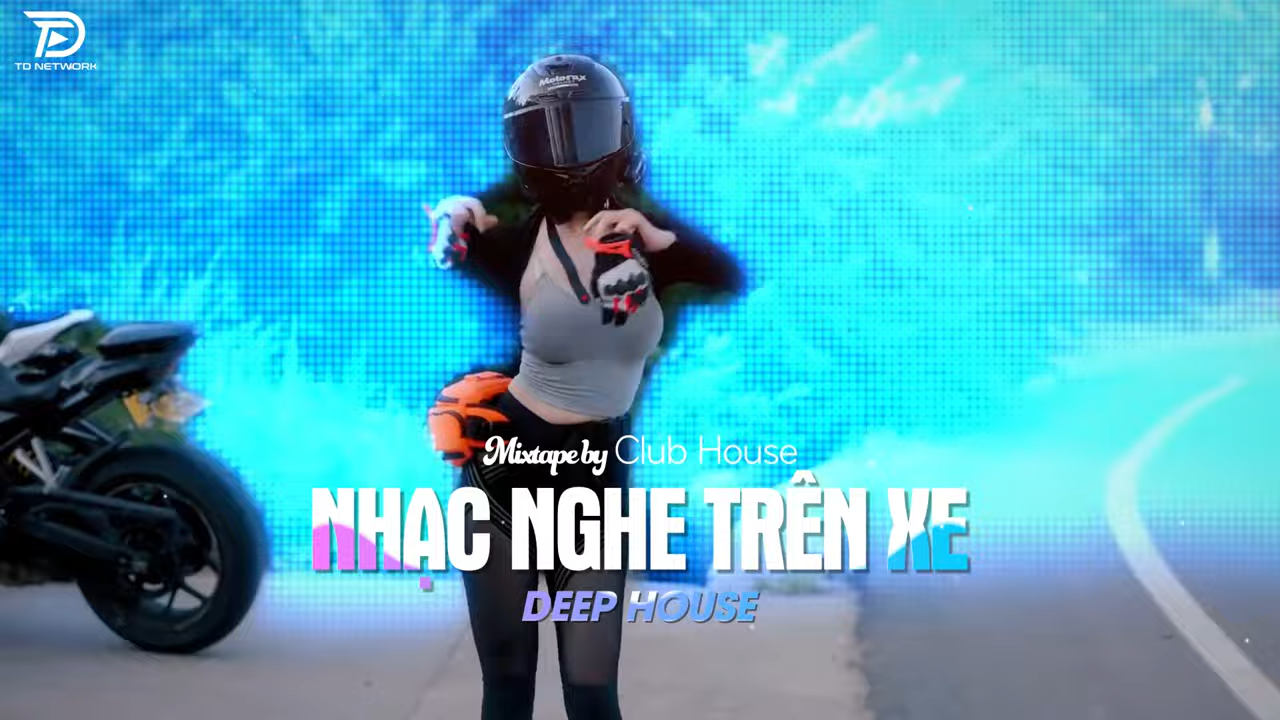 TD NETWORK
MotoraX
Mixtape by Club House
NHẠC NGHE TRÊN XE
DEEP HOUSE